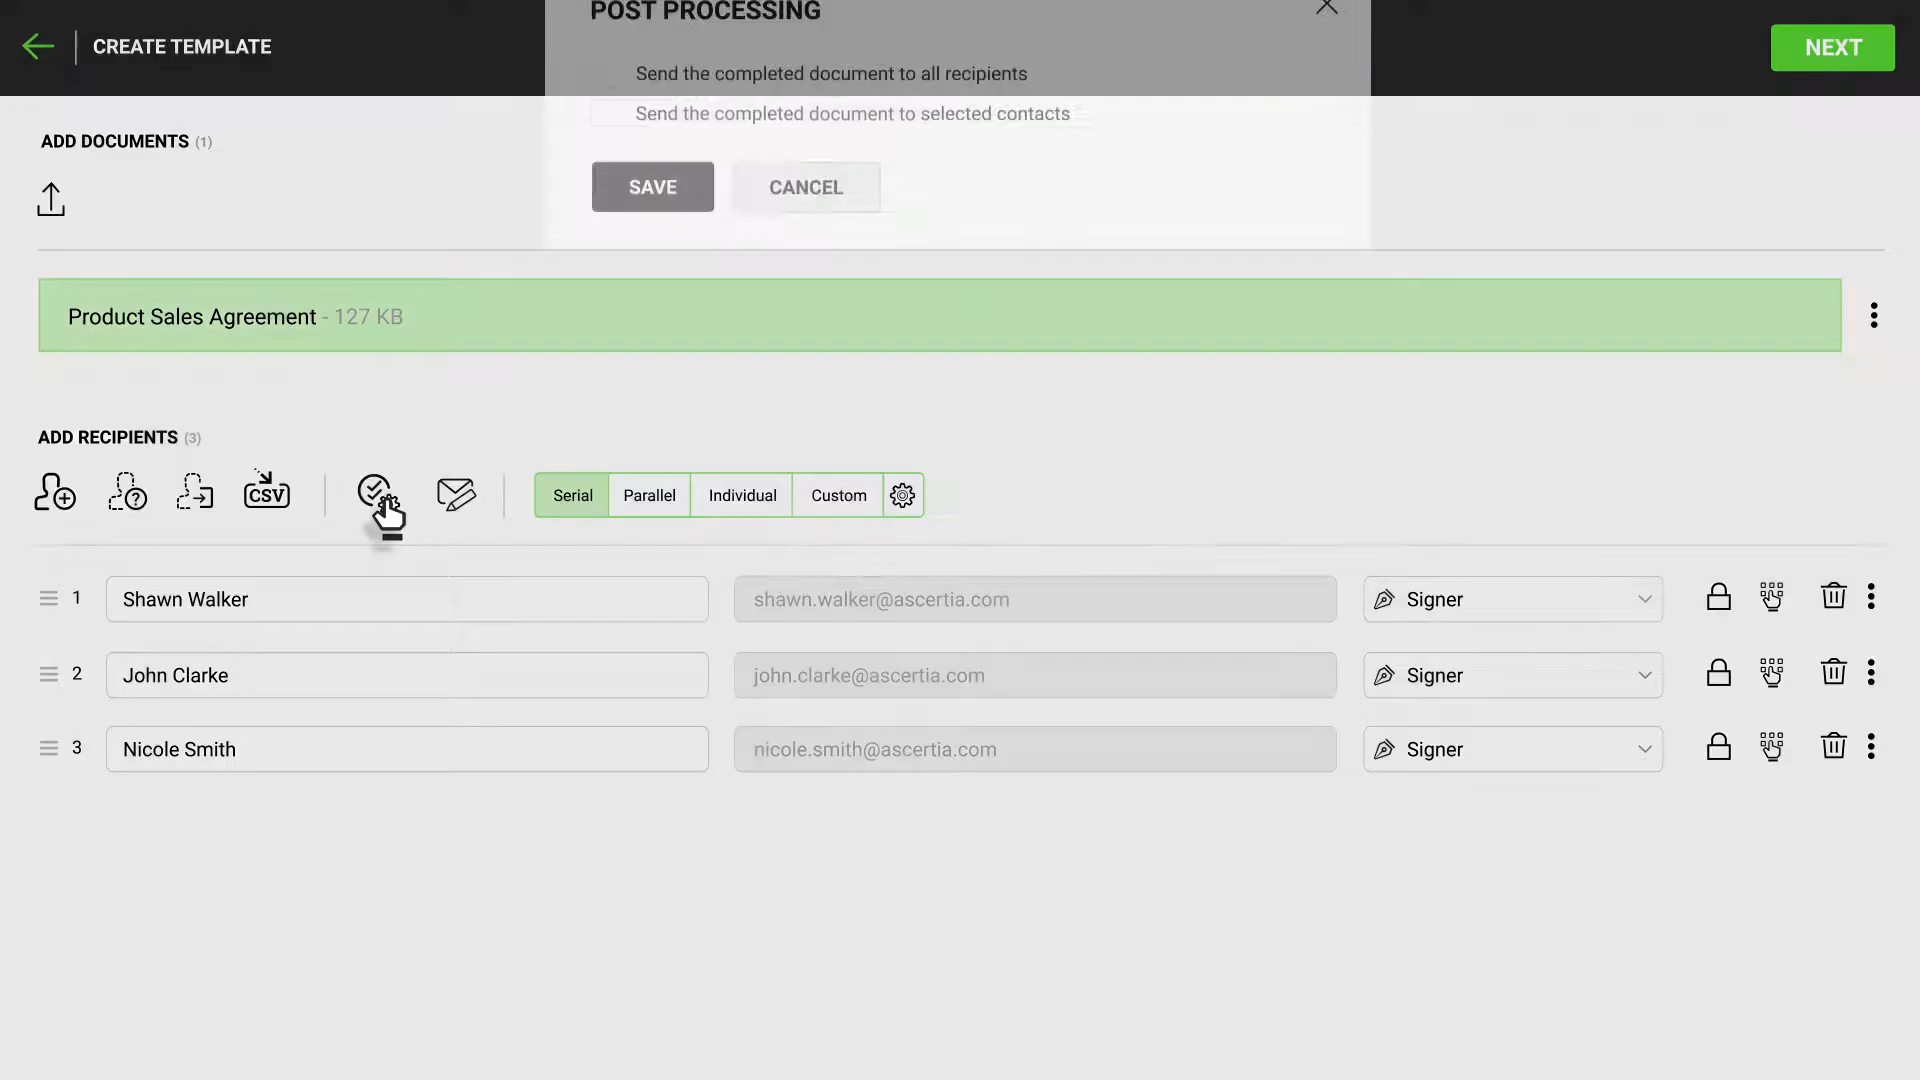 POST PROCESSING
CREATE TEMPLATE
NEXT
Send the completed document to all recipients
Send the completed document to selected contacts
ADD DOCUMENTS (1)
SAVE
CANCEL
Product Sales Agreement - 127 KB
ADD RECIPIENTS (3)
CSV
Serial
Parallel
Individual
Custom
1 Shawn Walker shawn.walker@ascertia.com Signer
2 John Clarke john.clarke@ascertia.com Signer
3 Nicole Smith nicole.smith@ascertia.com Signer